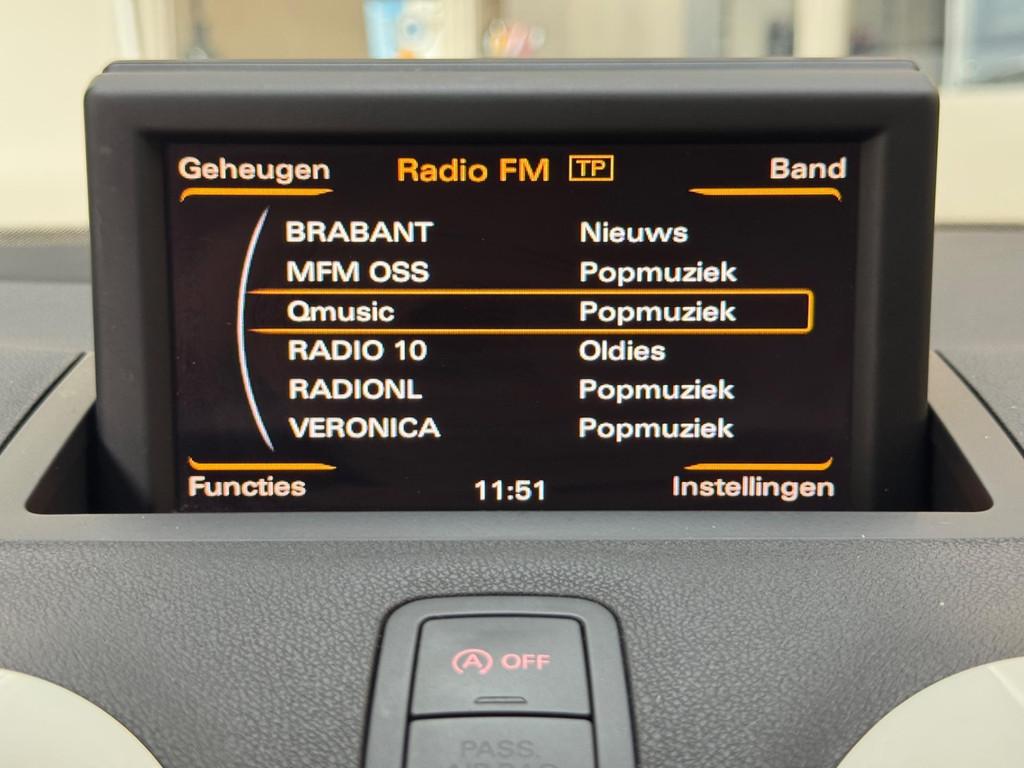 Geheugen Radio FM TP Band
BRABANT Nieuws
MFM OSS Popmuziek
Qmusic Popmuziek
RADIO 10 Oldies
RADIONL Popmuziek
VERONICA Popmuziek
Functies 11:51 Instellingen
A OFF
PASS.
AIRBAG